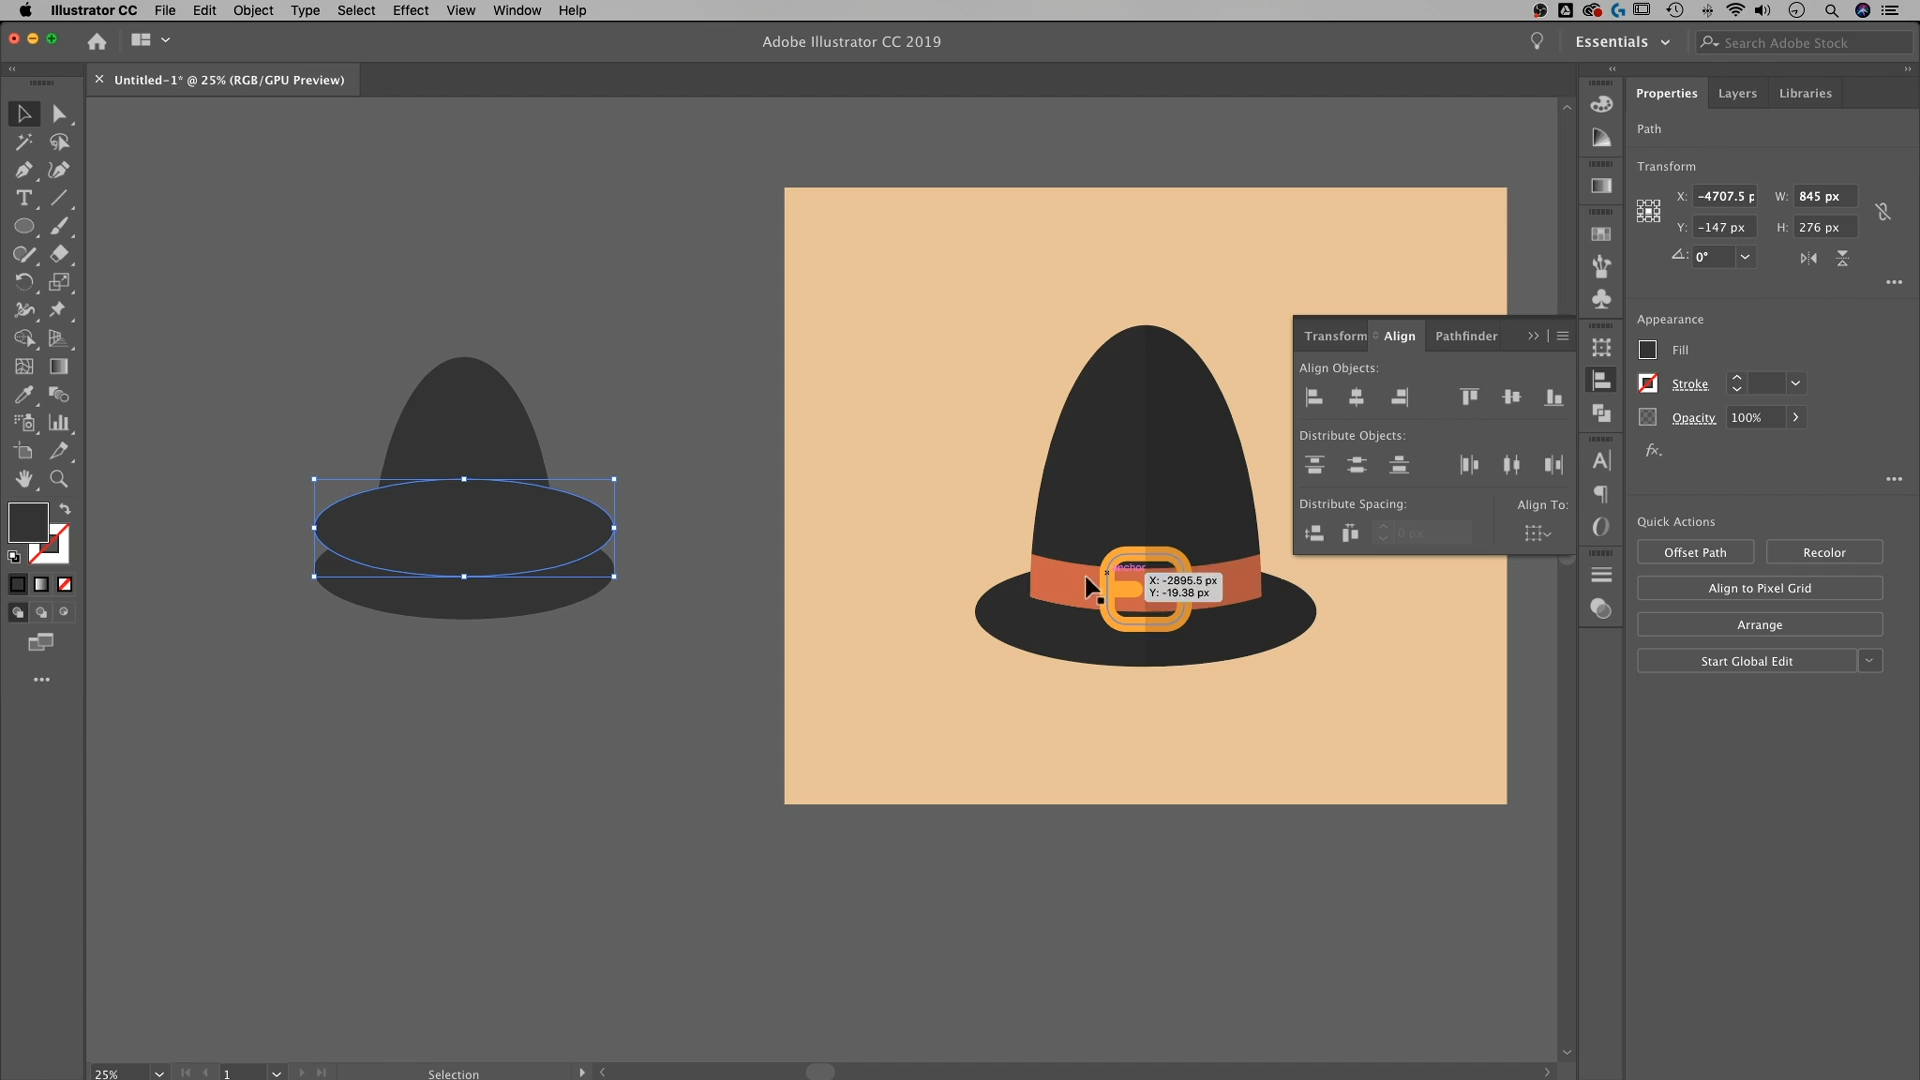 Illustrator CC File Edit Object Type Select Effect View Window Help
Adobe Illustrator CC 2019
Essentials
Search Adobe Stock
Untitled-1* @ 25% (RGB/GPU Preview)
Properties Layers Libraries
Path
Transform
X: -4707.5 p W: 845 px
Y: -147 px H: 276 px
0°
Appearance
Fill
Stroke
Opacity 100%
fx.
Quick Actions
Offset Path Recolor
Align to Pixel Grid
Arrange
Start Global Edit
Transform Align Pathfinder
Align Objects:
Distribute Objects:
Distribute Spacing: Align To:
0 px
anchor
X: -2895.5 px
Y: -19.38 px
25% 1 Selection